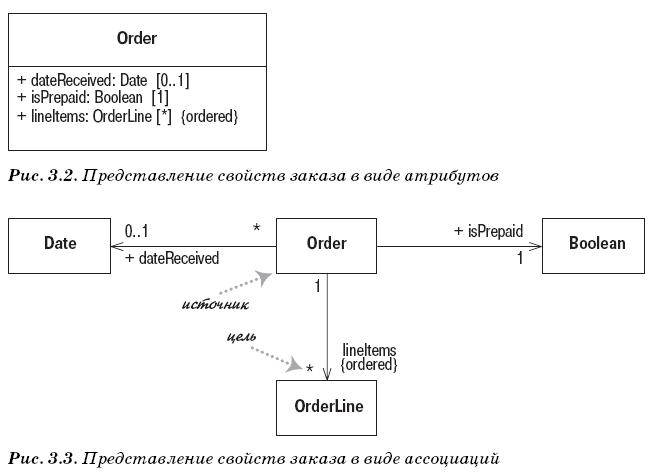 Order
+ dateReceived: Date [0..1]
+ isPrepaid: Boolean [1]
+ lineItems: OrderLine [*] {ordered}
Рис. 3.2. Представление свойств заказа в виде атрибутов
Date
0..1
+ dateReceived
*
Order
+ isPrepaid
1
Boolean
источник
1
цель
*
lineItems
{ordered}
OrderLine
Рис. 3.3. Представление свойств заказа в виде ассоциаций